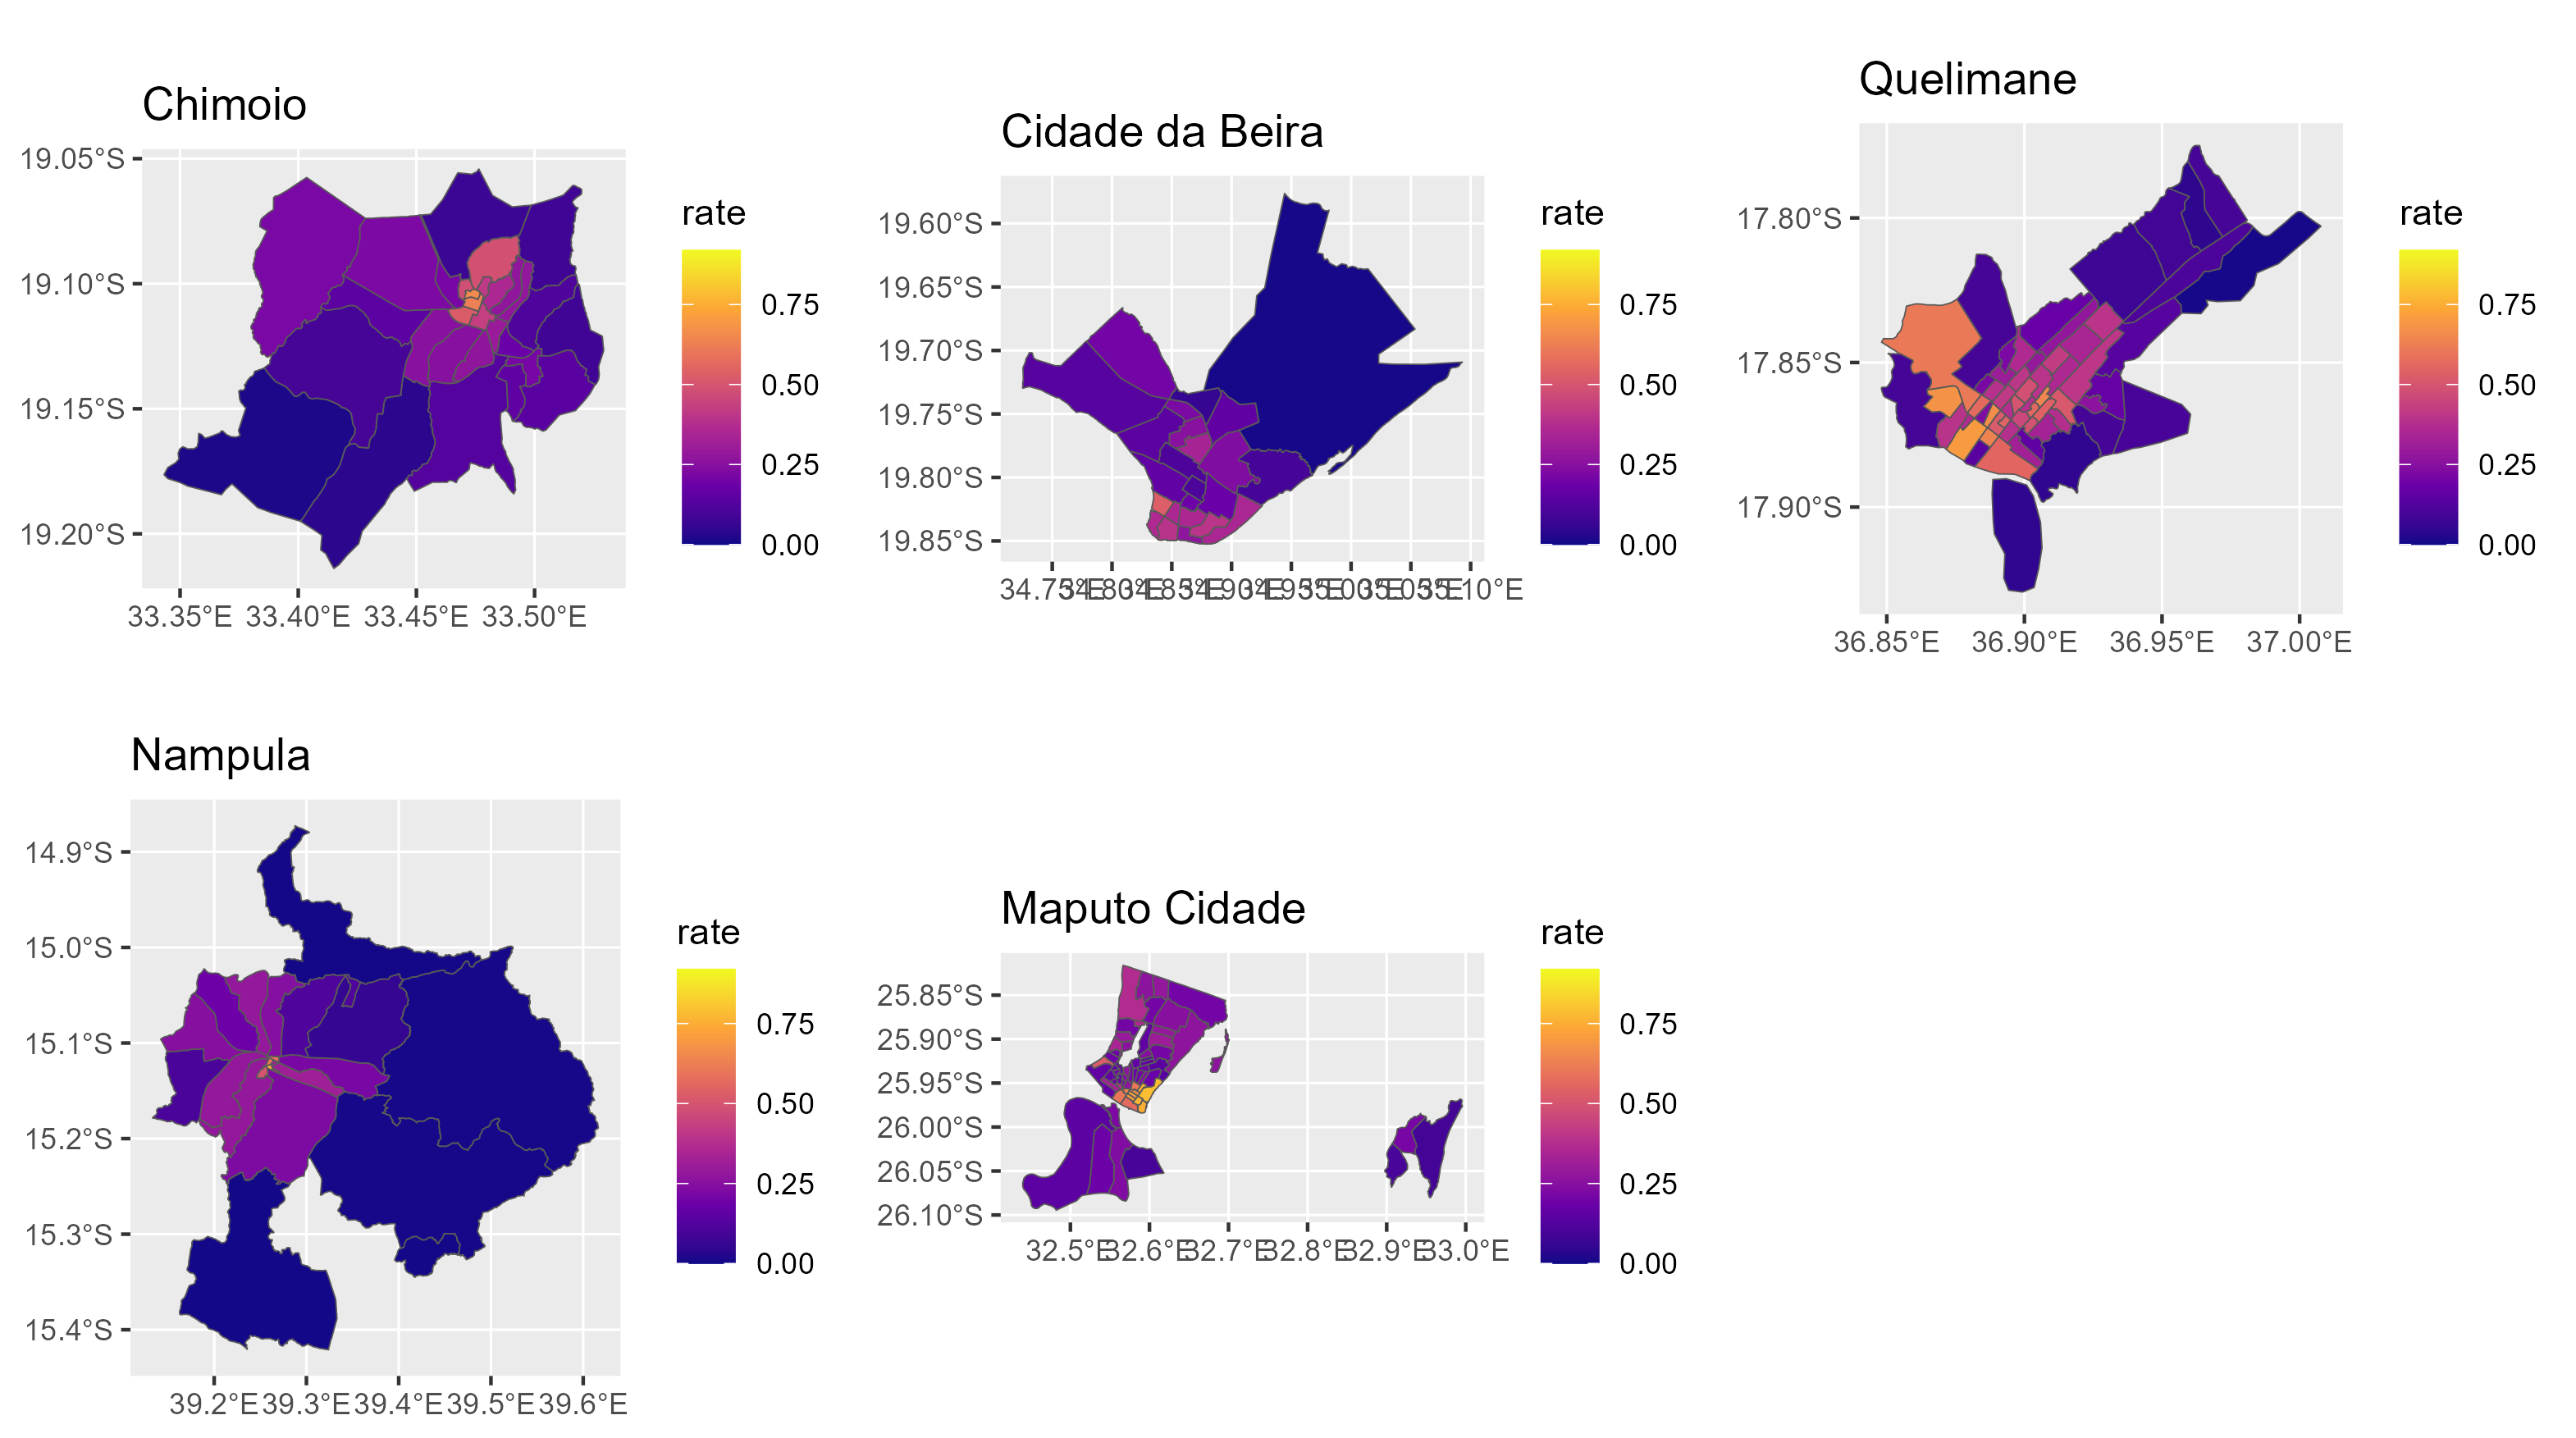 Chimoio
19.05°S
19.10°S
19.15°S
19.20°S
33.35°E 33.40°E 33.45°E 33.50°E
rate
0.75
0.50
0.25
0.00
Cidade da Beira
19.60°S
19.65°S
19.70°S
19.75°S
19.80°S
19.85°S
34.75°E 34.80°E 34.85°E 34.90°E 34.95°E 35.00°E 35.05°E 35.10°E
rate
0.75
0.50
0.25
0.00
Quelimane
17.80°S
17.85°S
17.90°S
36.85°E 36.90°E 36.95°E 37.00°E
rate
0.75
0.50
0.25
0.00
Nampula
14.9°S
15.0°S
15.1°S
15.2°S
15.3°S
15.4°S
39.2°E 39.3°E 39.4°E 39.5°E 39.6°E
rate
0.75
0.50
0.25
0.00
Maputo Cidade
25.85°S
25.90°S
25.95°S
26.00°S
26.05°S
26.10°S
32.5°E 32.6°E 32.7°E 32.8°E 32.9°E 33.0°E
rate
0.75
0.50
0.25
0.00